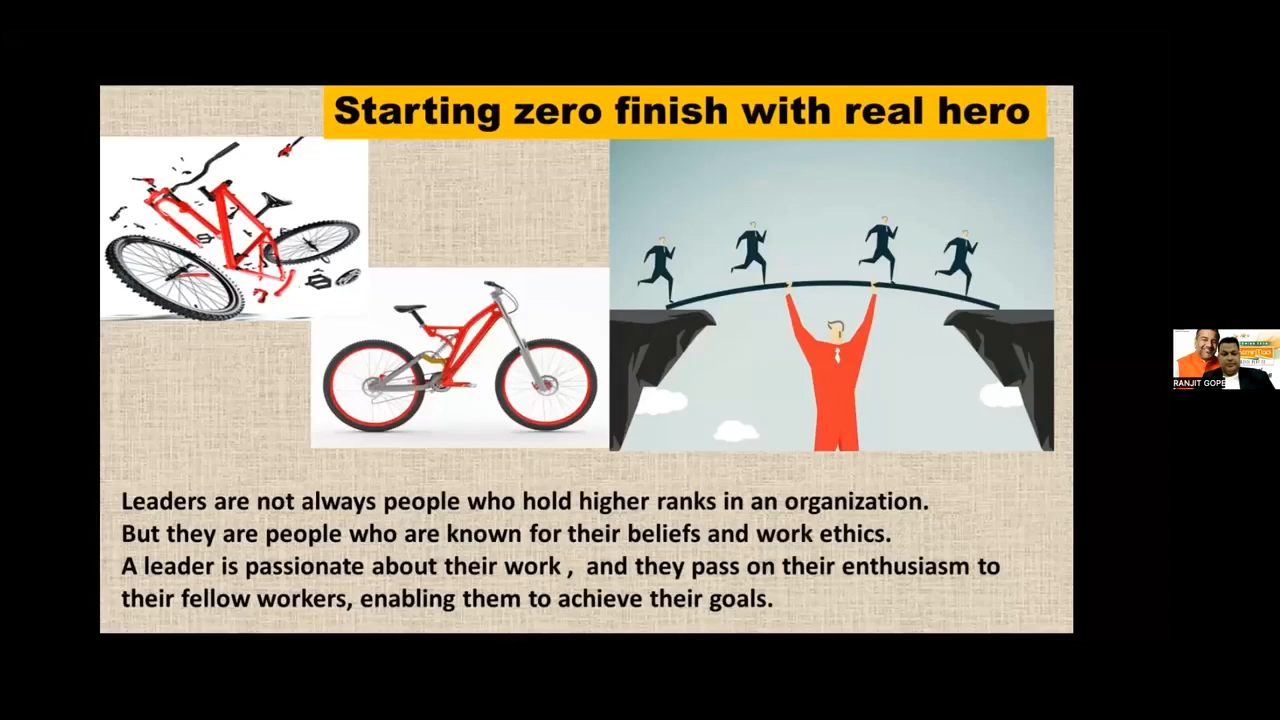 Starting zero finish with real hero
Leaders are not always people who hold higher ranks in an organization.
But they are people who are known for their beliefs and work ethics.
A leader is passionate about their work , and they pass on their enthusiasm to
their fellow workers, enabling them to achieve their goals.
RANJIT GOPE